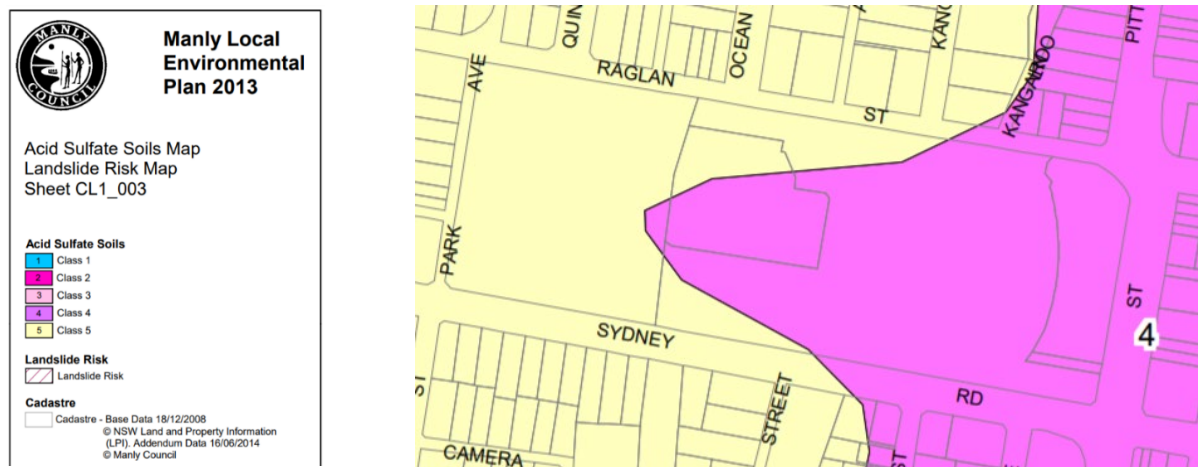 MANLY
COUNCIL
Manly Local
Environmental
Plan 2013
Acid Sulfate Soils Map
Landslide Risk Map
Sheet CL1_003
Acid Sulfate Soils
1 Class 1
2 Class 2
3 Class 3
4 Class 4
5 Class 5
Landslide Risk
Landslide Risk
Cadastre
Cadastre - Base Data 18/12/2008
© NSW Land and Property Information
(LPI). Addendum Data 16/06/2014
© Manly Council
QUIN
OCEAN
KANG
PITT
AVE
RAGLAN
ST
PARK
SYDNEY
RD
ST
4
ST
STREET
ST
CAMERA